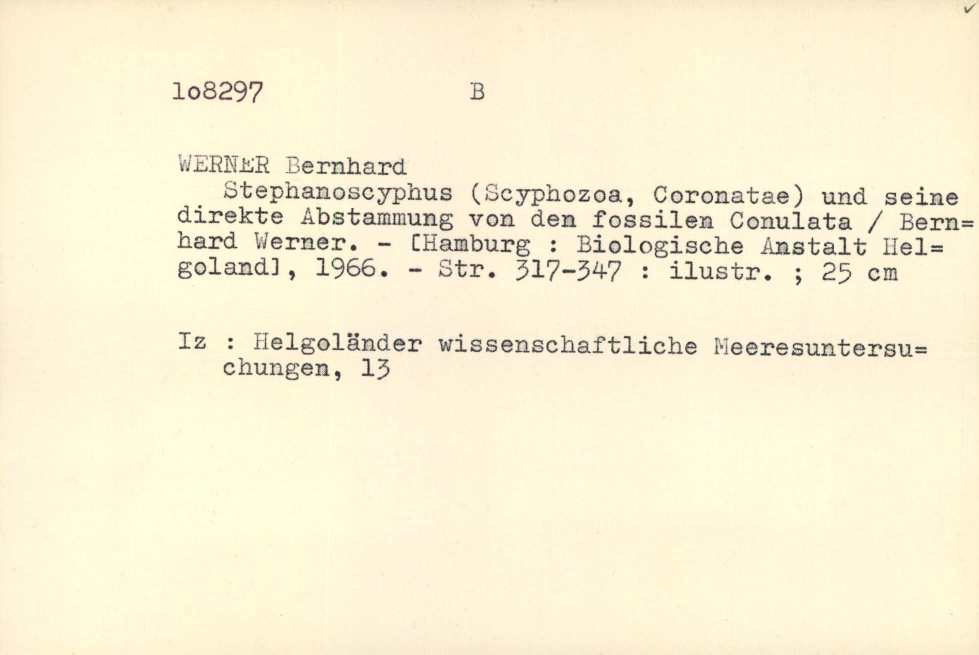 lo8297 B
WERNER Bernhard
Stephanoscyphus (Scyphozoa, Coronatae) und seine
direkte Abstammung von den fossilen Conulata / Bern=
hard Werner. - [Hamburg : Biologische Anstalt Hel=
goland], 1966. - Str. 317-347 : ilustr. ; 25 cm
Iz : Helgoländer wissenschaftliche Meeresuntersu=
chungen, 13